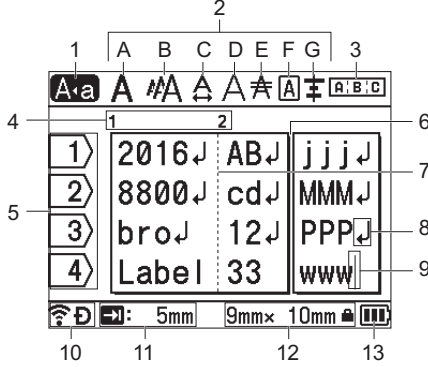 2
1 A B C D E F G 3
A◂a A A A A A A A B C
4 1 2 6
1 2016↲ AB↲ jjj↲ 7
5 2 8800↲ cd↲ MMM↲
3 bro↲ 12↲ PPP↲ 8
4 Label 33 www 9
Đ : 5mm 9mm× 10mm
10 11 12 13